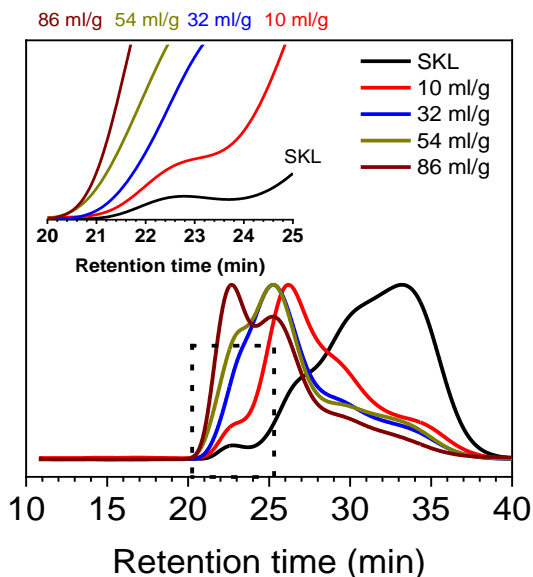 86 ml/g 54 ml/g 32 ml/g 10 ml/g
SKL
10 ml/g
32 ml/g
54 ml/g
86 ml/g
SKL
20 21 22 23 24 25
Retention time (min)
10 15 20 25 30 35 40
Retention time (min)